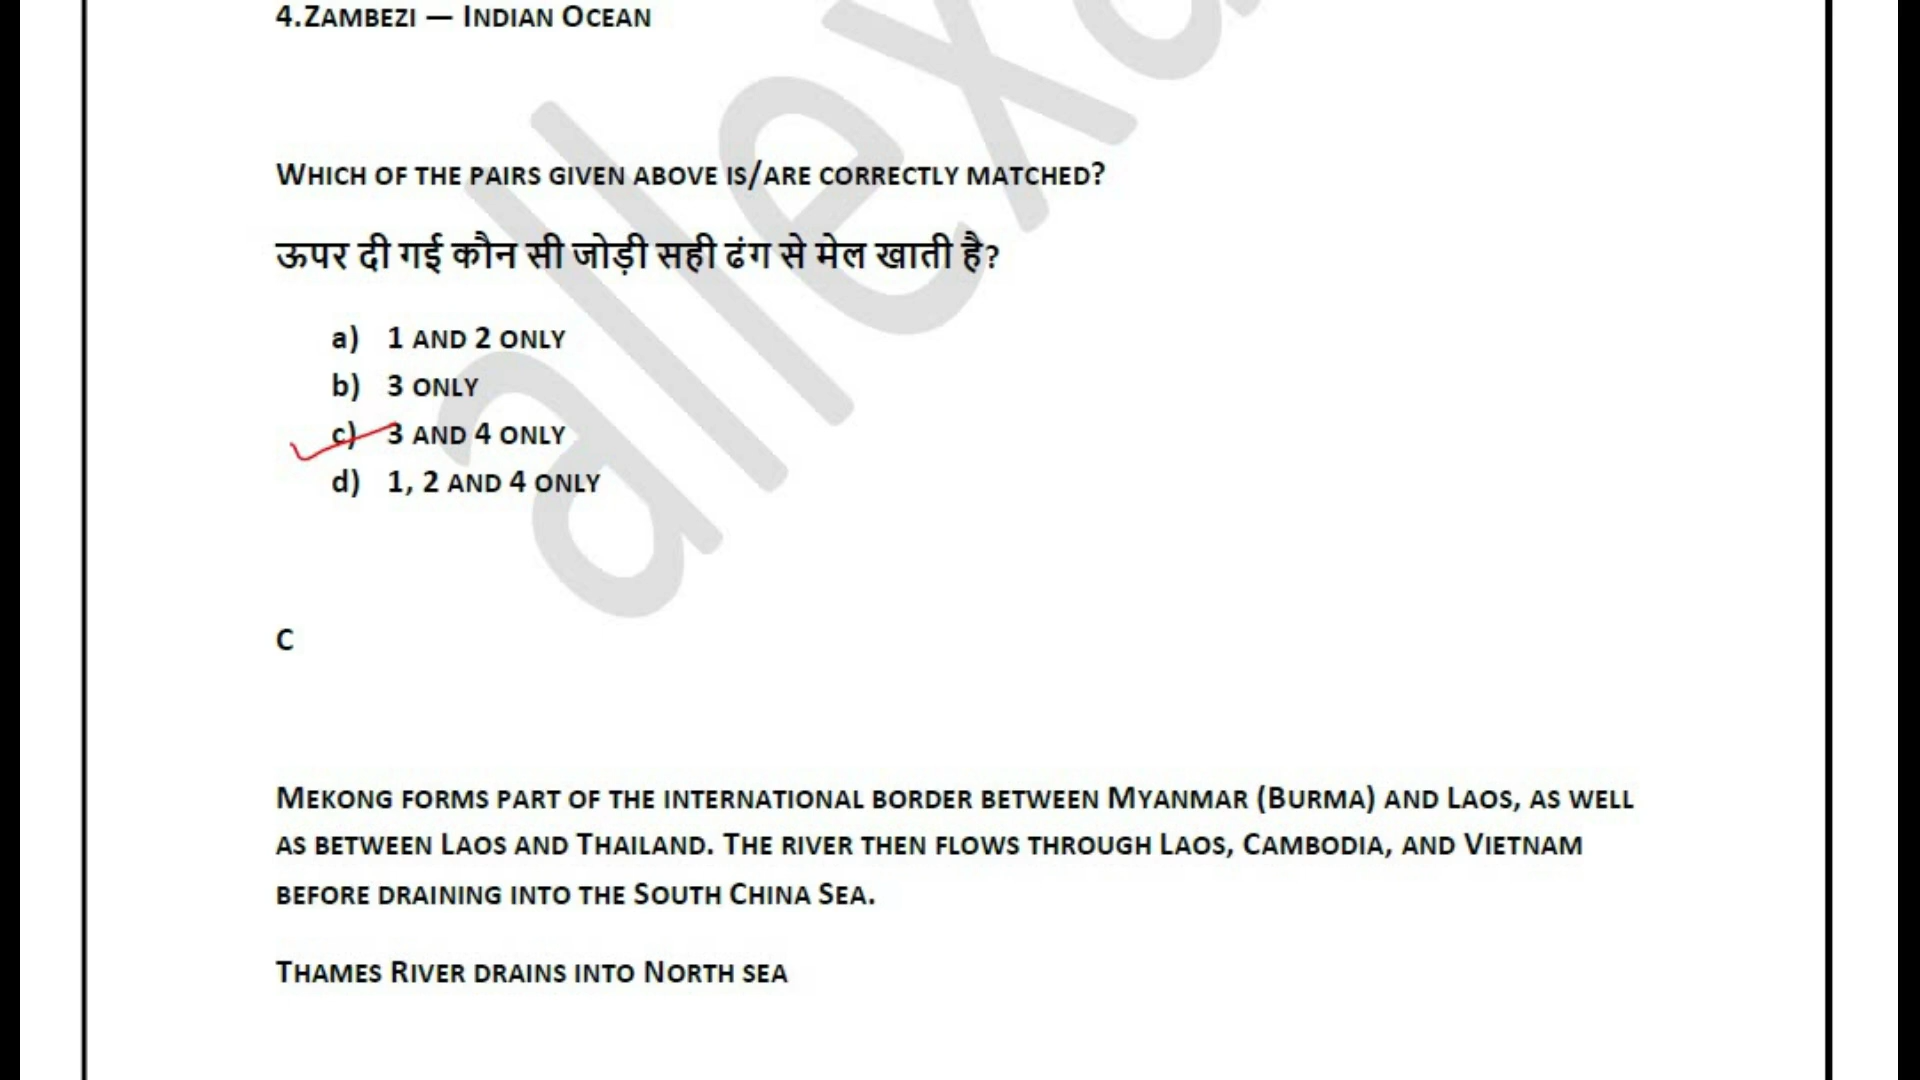 4.ZAMBEZI — INDIAN OCEAN
WHICH OF THE PAIRS GIVEN ABOVE IS/ARE CORRECTLY MATCHED?
ऊपर दी गई कौन सी जोड़ी सही ढंग से मेल खाती है?
a) 1 AND 2 ONLY
b) 3 ONLY
c) 3 AND 4 ONLY
d) 1, 2 AND 4 ONLY
C
MEKONG FORMS PART OF THE INTERNATIONAL BORDER BETWEEN MYANMAR (BURMA) AND LAOS, AS WELL
AS BETWEEN LAOS AND THAILAND. THE RIVER THEN FLOWS THROUGH LAOS, CAMBODIA, AND VIETNAM
BEFORE DRAINING INTO THE SOUTH CHINA SEA.
THAMES RIVER DRAINS INTO NORTH SEA
allex